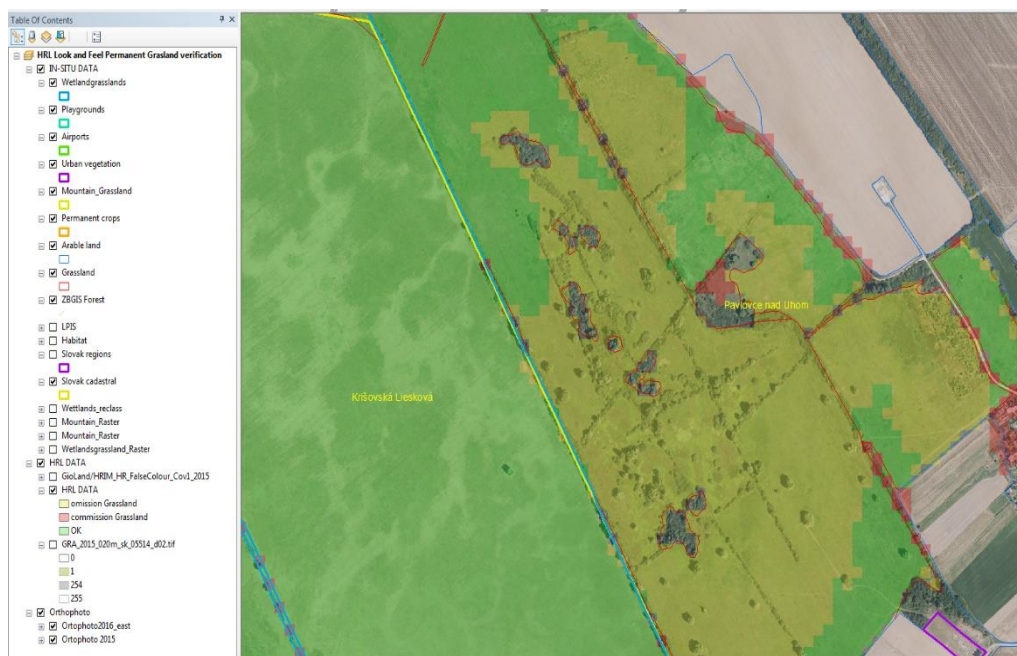 Table Of Contents
HRL Look and Feel Permanent Grasland verification
IN-SITU DATA
Wetlandgrasslands
Playgrounds
Airports
Urban vegetation
Mountain_Grassland
Permanent crops
Arable land
Grassland
ZBGIS Forest
LPIS
Habitat
Slovak regions
Slovak cadastral
Wettlands_reclass
Mountain_Raster
Mountain_Raster
Wetlandsgrassland_Raster
HRL DATA
GioLand/HRIM_HR_FalseColour_Cov1_2015
HRL DATA
omission Grassland
commission Grassland
OK
GRA_2015_020m_sk_05514_d02.tif
0
1
254
255
Orthophoto
Ortophoto2016_east
Ortophoto 2015
Pavlovce nad Uhom
Krišovská Liesková